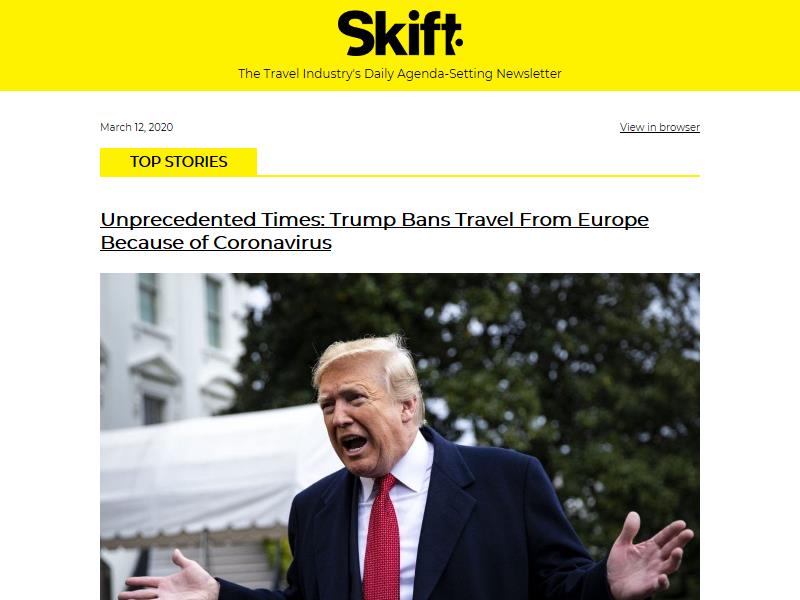 Skift
The Travel Industry's Daily Agenda-Setting Newsletter
March 12, 2020
View in browser
TOP STORIES
Unprecedented Times: Trump Bans Travel From Europe
Because of Coronavirus